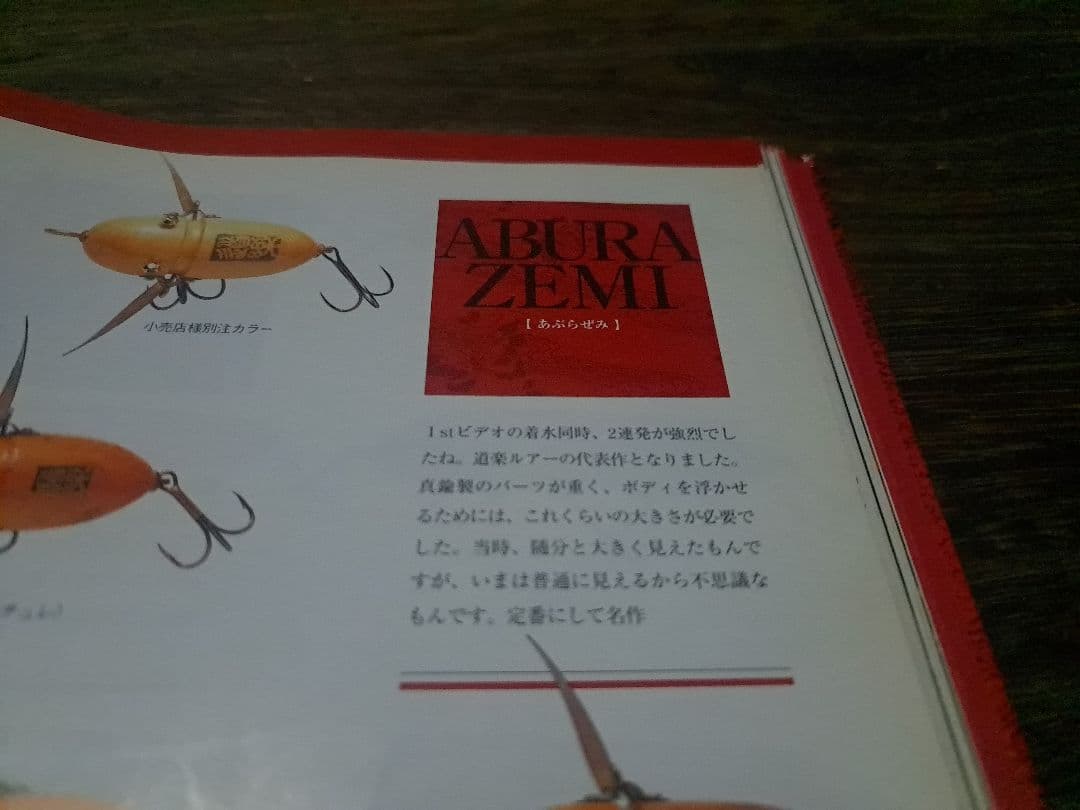 ABURA
ZEMI
【 あぶらぜみ 】
小売店様別注カラー
1stビデオの着水同時、2連発が強烈でし
たね。道楽ルアーの代表作となりました。
真鍮製のパーツが重く、ボディを浮かせ
るためには、これくらいの大きさが必要で
した。当時、随分と大きく見えたもんで
すが、いまは普通に見えるから不思議な
もんです。定番にして名作